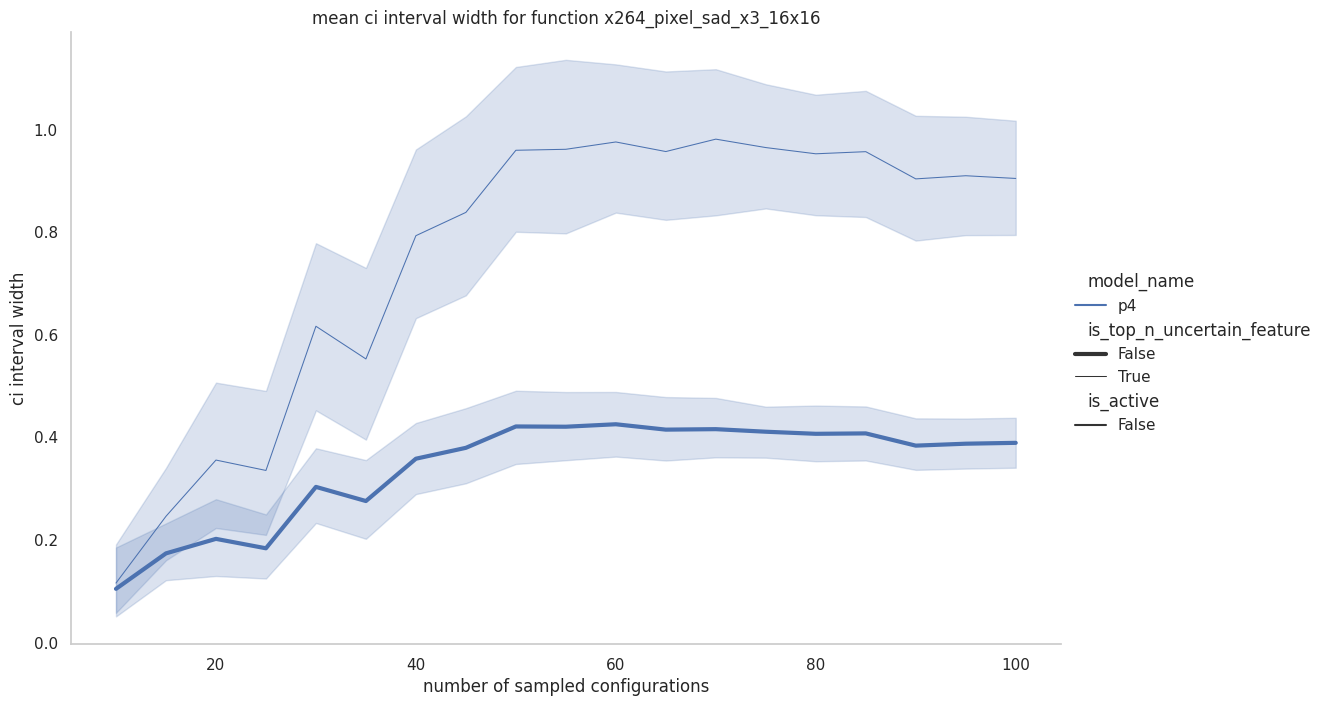 mean ci interval width for function x264_pixel_sad_x3_16x16
ci interval width
1.0
0.8
0.6
0.4
0.2
0.0
20
40
60
80
100
number of sampled configurations
model_name
p4
is_top_n_uncertain_feature
False
True
is_active
False